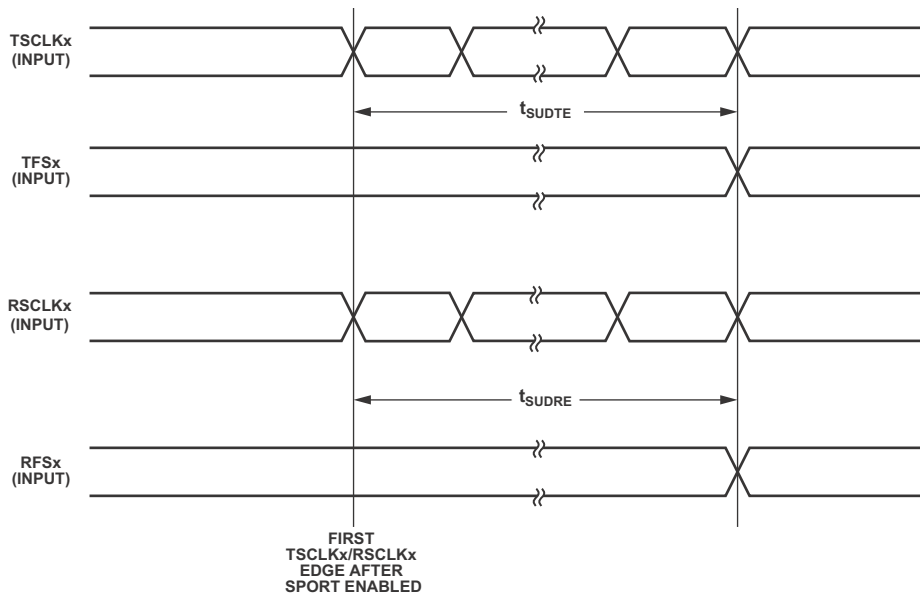 TSCLKx
(INPUT)
tSUDTE
TFSx
(INPUT)
RSCLKx
(INPUT)
tSUDRE
RFSx
(INPUT)
FIRST
TSCLKx/RSCLKx
EDGE AFTER
SPORT ENABLED